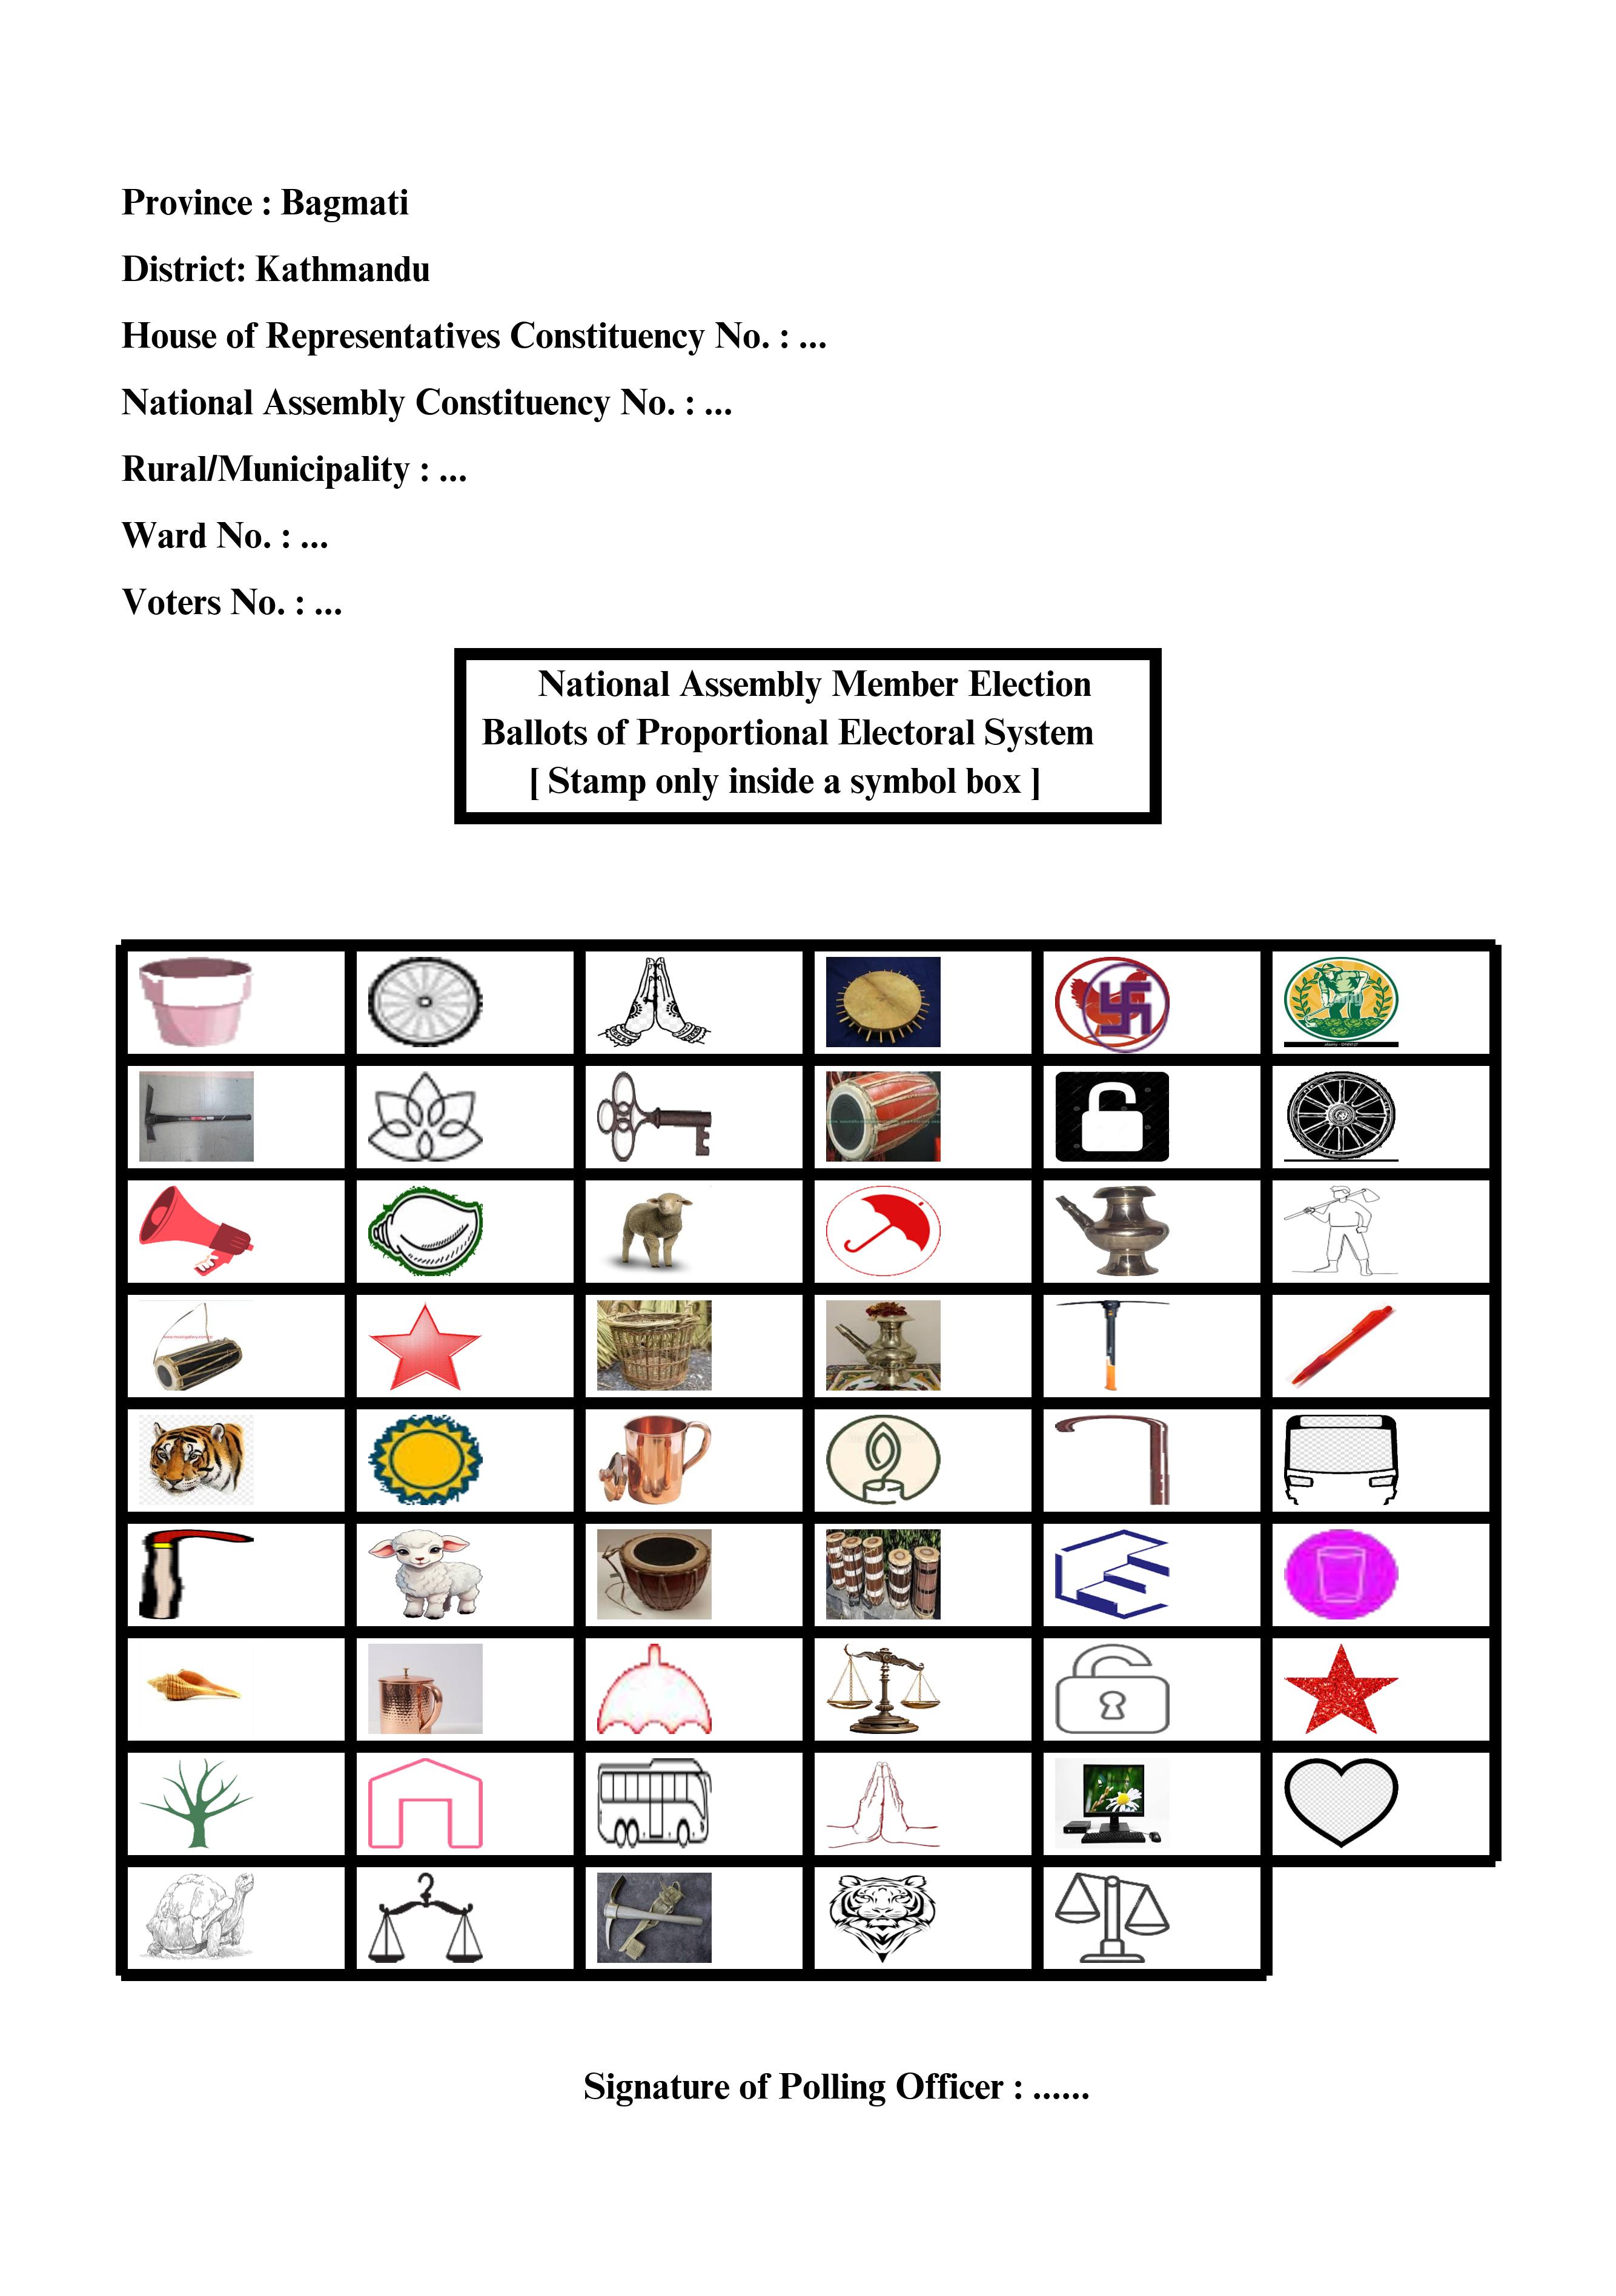 Province : Bagmati
District: Kathmandu
House of Representatives Constituency No. : ...
National Assembly Constituency No. : ...
Rural/Municipality : ...
Ward No. : ...
Voters No. : ...
National Assembly Member Election
Ballots of Proportional Electoral System
[ Stamp only inside a symbol box ]
Signature of Polling Officer : ......